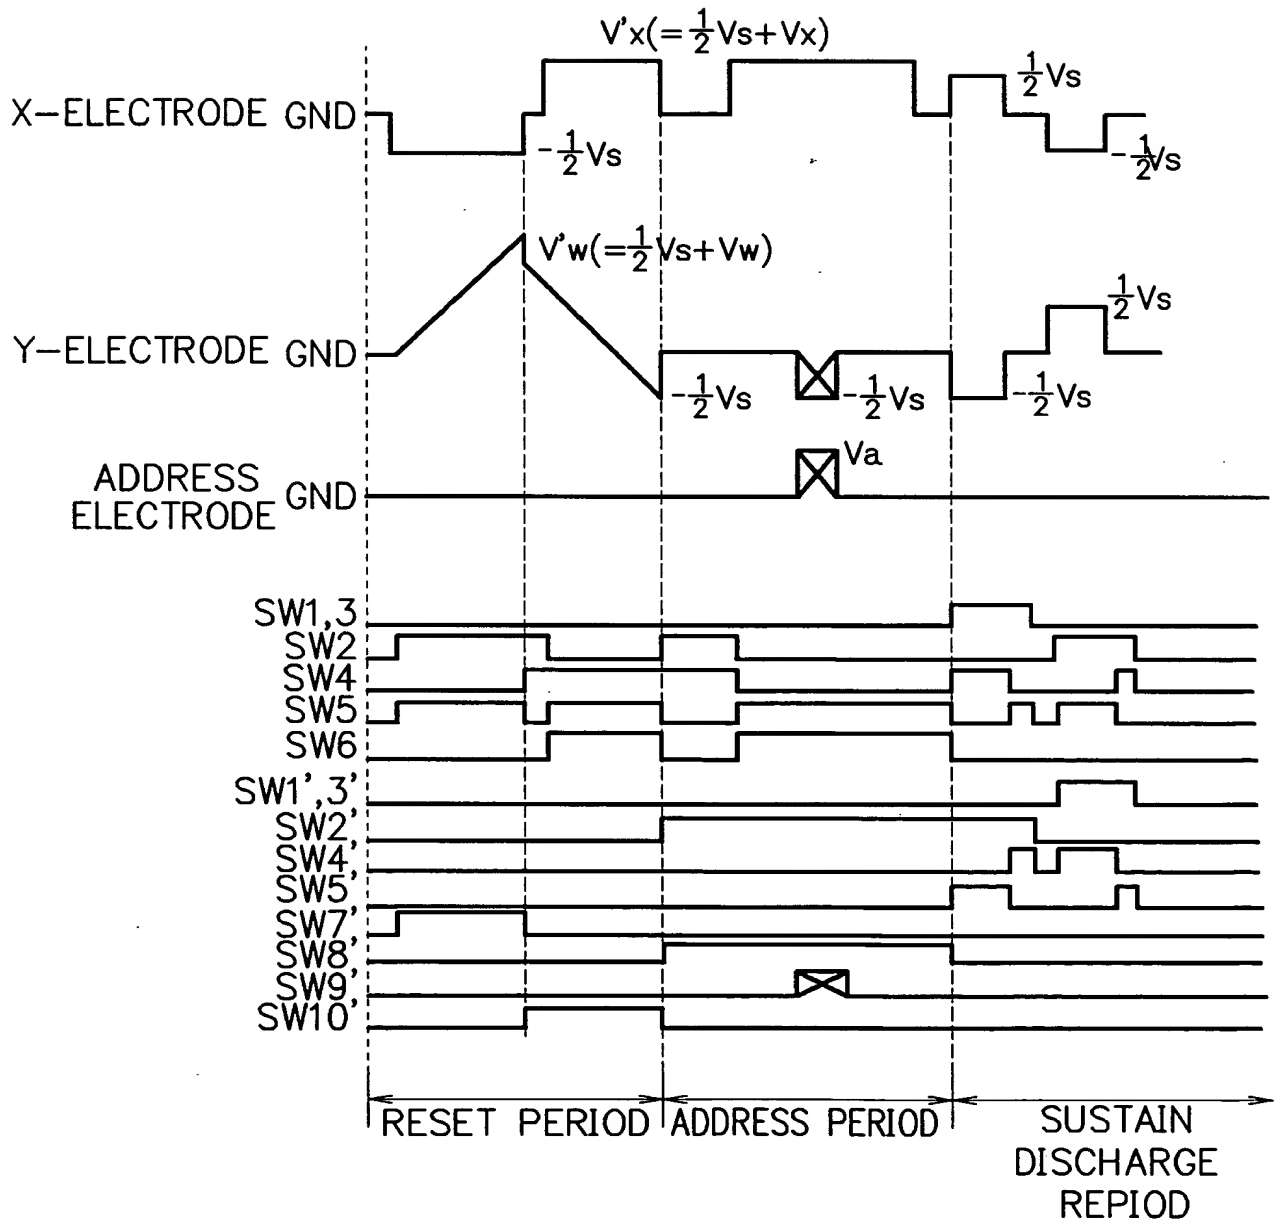 V'x(=1/2Vs+Vx)
1/2Vs
X-ELECTRODE GND
-1/2Vs
-1/2Vs
V'w(=1/2Vs+Vw)
1/2Vs
Y-ELECTRODE GND
-1/2Vs
-1/2Vs
-1/2Vs
Va
ADDRESS
ELECTRODE
GND
SW1,3
SW2
SW4
SW5
SW6
SW1',3'
SW2'
SW4'
SW5'
SW7'
SW8'
SW9'
SW10'
RESET PERIOD
ADDRESS PERIOD
SUSTAIN
DISCHARGE
REPIOD